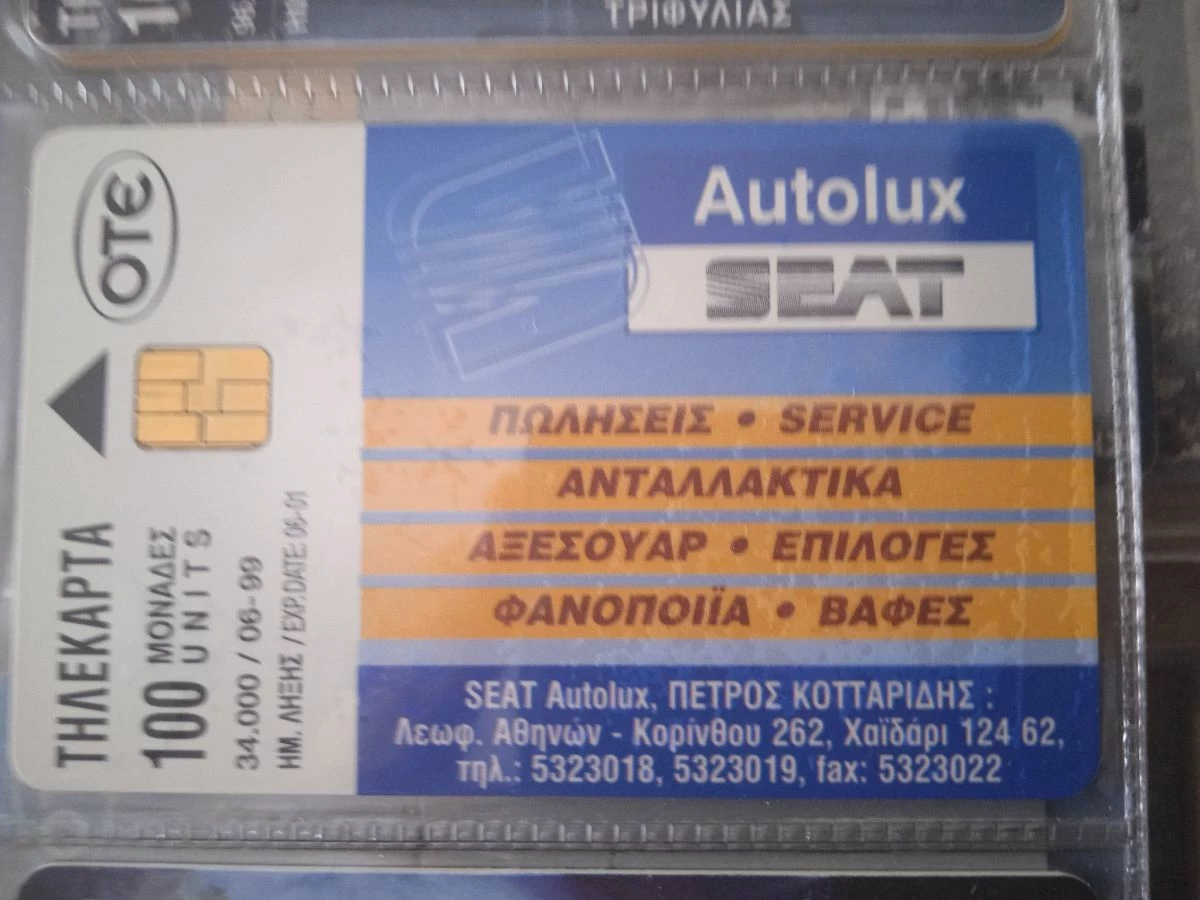 ΤΡΙΦΥΛΙΑΣ
ΟΤΕ
ΤΗΛΕΚΑΡΤΑ
100 ΜΟΝΑΔΕΣ
UNITS
34.000 / 06-99
ΗΜ. ΛΗΞΗΣ / EXP.DATE: 06-01
Autolux
SEAT
ΠΩΛΗΣΕΙΣ • SERVICE
ΑΝΤΑΛΛΑΚΤΙΚΑ
ΑΞΕΣΟΥΑΡ • ΕΠΙΛΟΓΕΣ
ΦΑΝΟΠΟΙΪΑ • ΒΑΦΕΣ
SEAT Autolux, ΠΕΤΡΟΣ ΚΟΤΤΑΡΙΔΗΣ :
Λεωφ. Αθηνών - Κορίνθου 262, Χαϊδάρι 124 62,
τηλ.: 5323018, 5323019, fax: 5323022